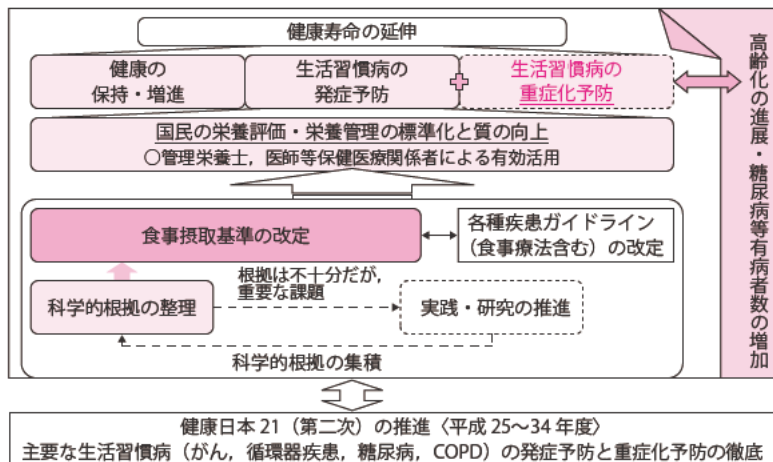 健康寿命の延伸
健康の
保持・増進
生活習慣病の
発症予防
生活習慣病の
重症化予防
国民の栄養評価・栄養管理の標準化と質の向上
○管理栄養士，医師等保健医療関係者による有効活用
食事摂取基準の改定
各種疾患ガイドライン
（食事療法含む）の改定
根拠は不十分だが，
重要な課題
科学的根拠の整理
実践・研究の推進
科学的根拠の集積
高齢化の進展・糖尿病等有病者数の増加
健康日本 21（第二次）の推進〈平成 25～34 年度〉
主要な生活習慣病（がん，循環器疾患，糖尿病，COPD）の発症予防と重症化予防の徹底